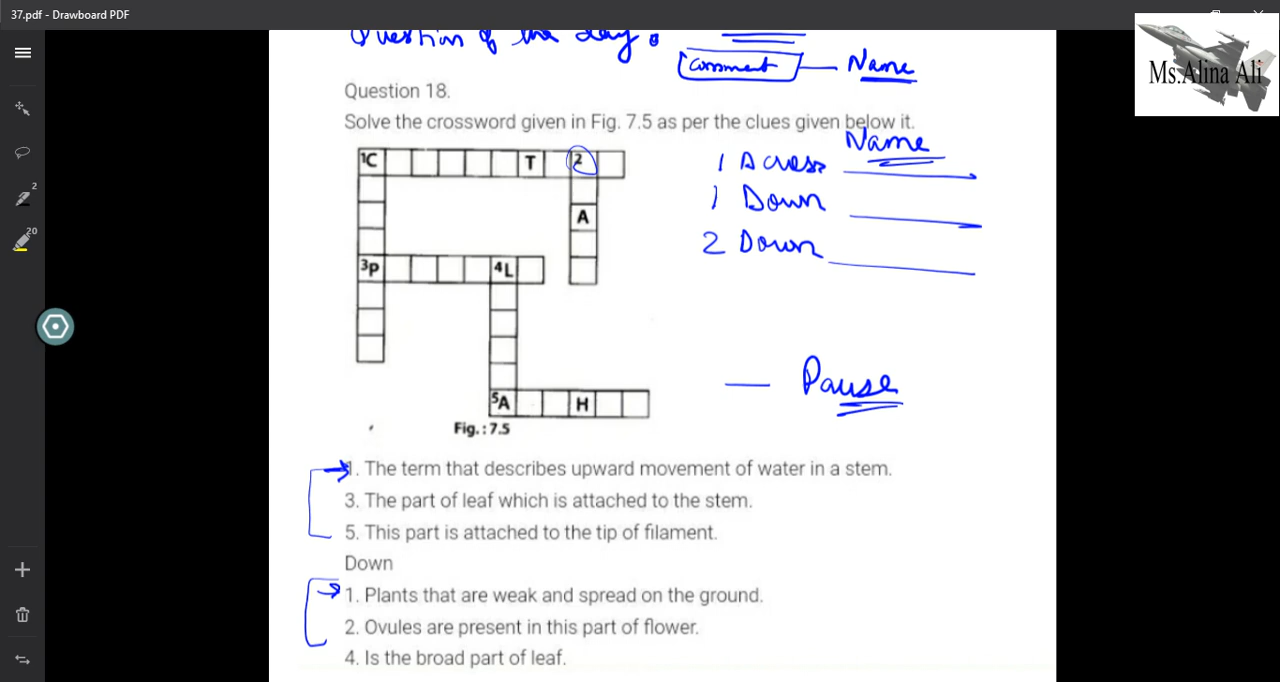 37.pdf - Drawboard PDF
Ms.Alina Ali
Question of the day.
Comment — Name
Question 18.
Solve the crossword given in Fig. 7.5 as per the clues given below it.
Name
1 Across
1 Down
2 Down
1C T 2
A
3p 4L
5A H
Pause
Fig.:7.5
1. The term that describes upward movement of water in a stem.
3. The part of leaf which is attached to the stem.
5. This part is attached to the tip of filament.
Down
1. Plants that are weak and spread on the ground.
2. Ovules are present in this part of flower.
4. Is the broad part of leaf.
2
20